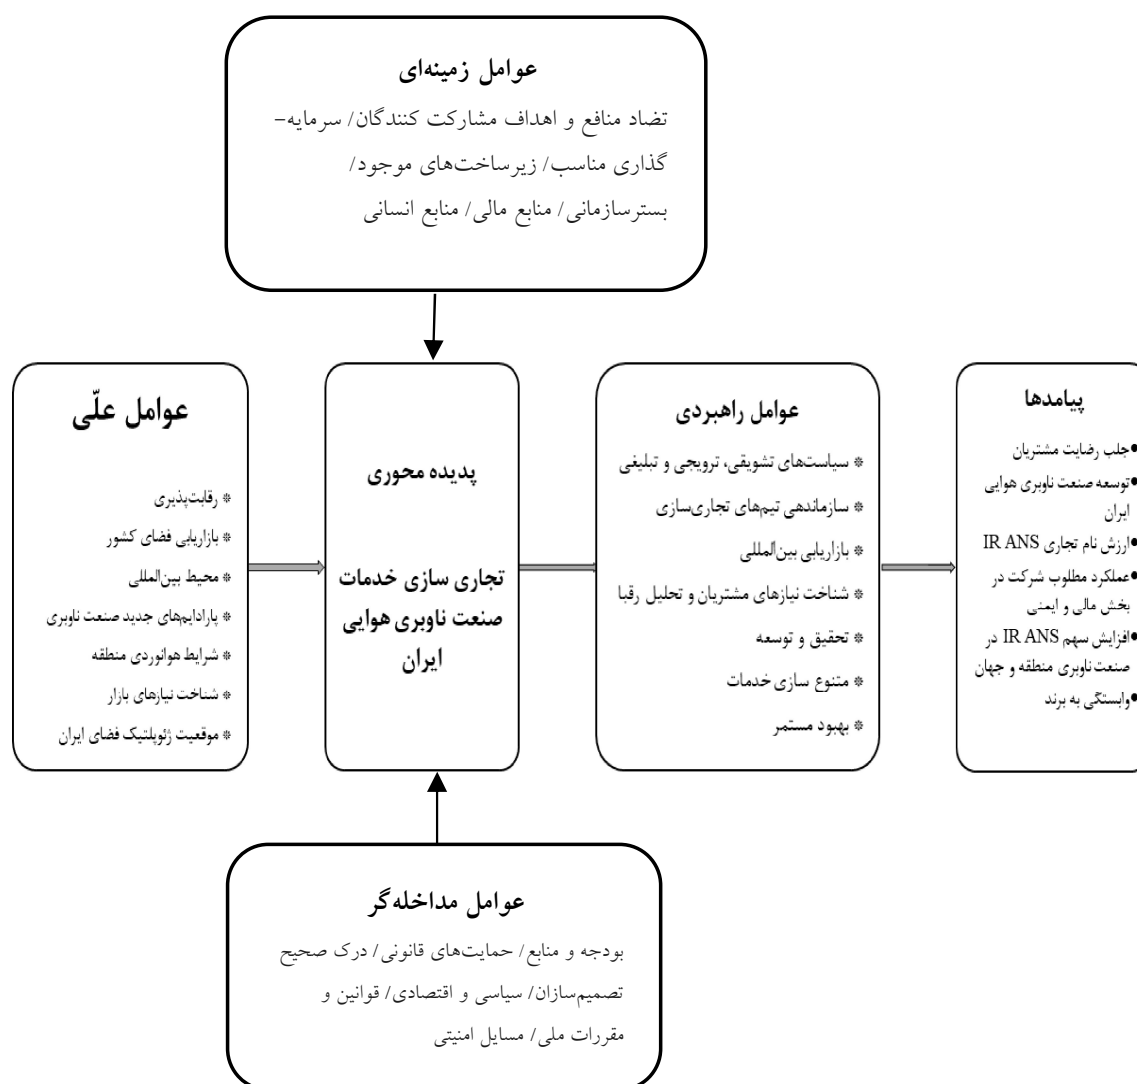 عوامل زمینه‌ای
تضاد منافع و اهداف مشارکت کنندگان/ سرمایه-
گذاری مناسب/ زیرساخت‌های موجود/
بسترسازمانی/ منابع مالی/ منابع انسانی
عوامل علّی
* رقابت‌پذیری
* بازاریابی فضای کشور
* محیط بین‌المللی
* پارادایم‌های جدید صنعت ناوبری
* شرایط هوانوردی منطقه
* شناخت نیازهای بازار
* موقعیت ژئوپلتیک فضای ایران
پدیده محوری
تجاری سازی خدمات
صنعت ناوبری هوایی
ایران
عوامل راهبردی
* سیاست‌های تشویقی، ترویجی و تبلیغی
* سازماندهی تیم‌های تجاری‌سازی
* بازاریابی بین‌المللی
* شناخت نیازهای مشتریان و تحلیل رقبا
* تحقیق و توسعه
* متنوع سازی خدمات
* بهبود مستمر
پیامدها
•جلب رضایت مشتریان
•توسعه صنعت ناوبری هوایی
ایران
•ارزش نام تجاری IR ANS
•عملکرد مطلوب شرکت در
بخش مالی و ایمنی
•افزایش سهم IR ANS در
صنعت ناوبری منطقه و جهان
•وابستگی به برند
عوامل مداخله‌گر
بودجه و منابع/ حمایت‌های قانونی/ درک صحیح
تصمیم‌سازان/ سیاسی و اقتصادی/ قوانین و
مقررات ملی/ مسایل امنیتی